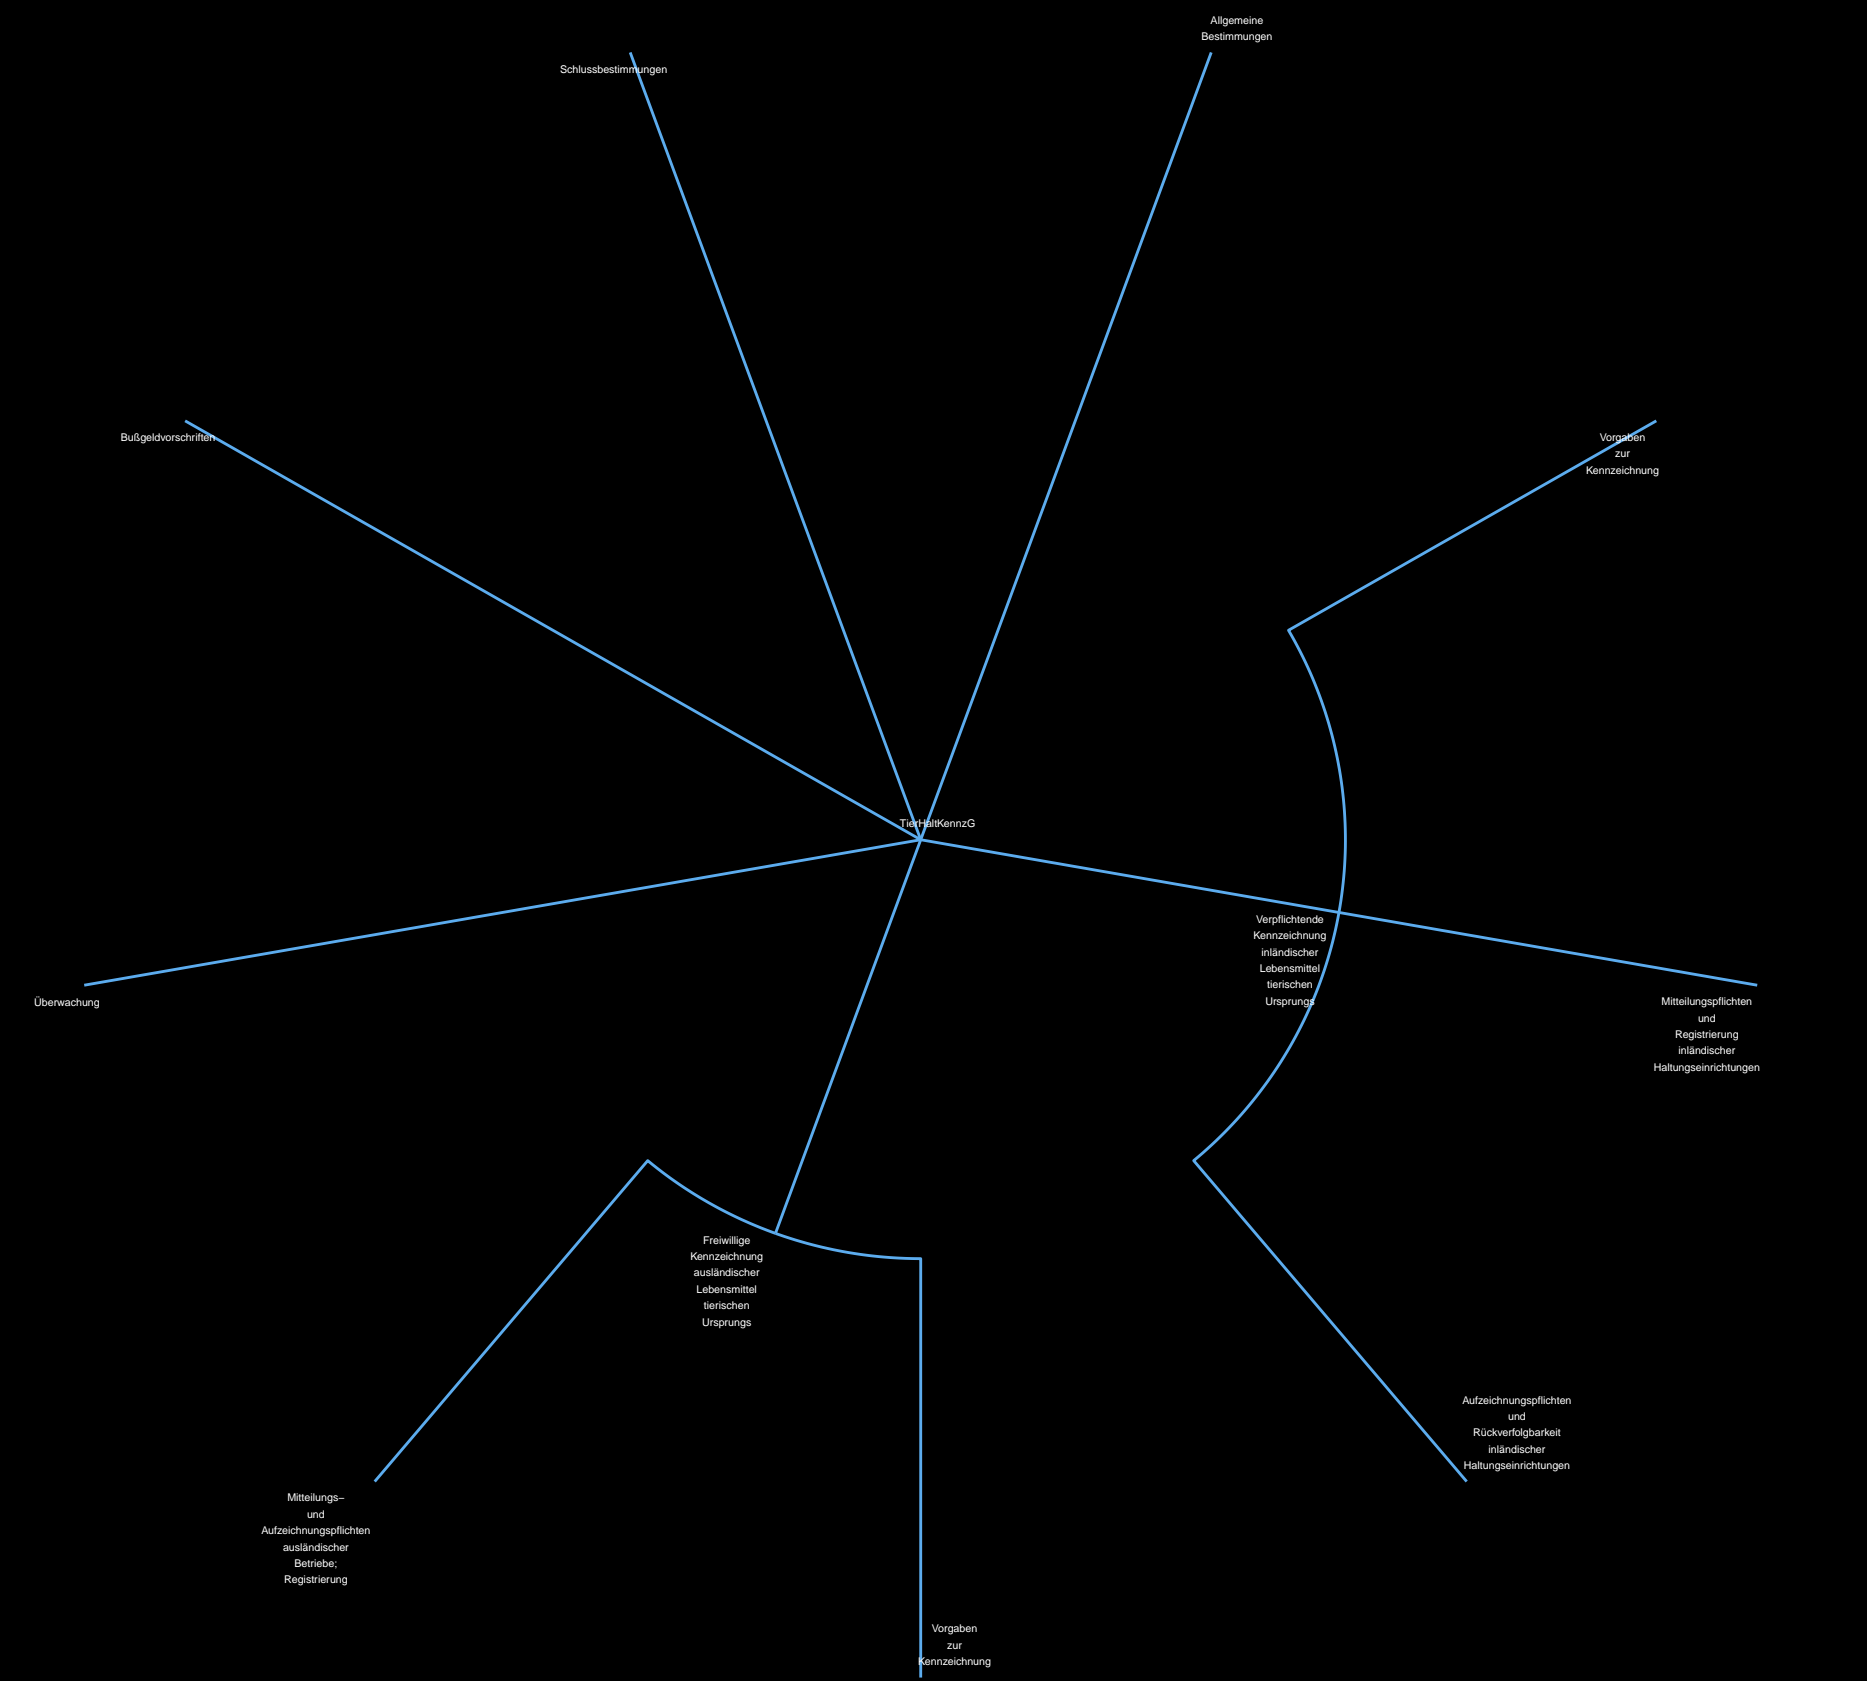 Allgemeine
Bestimmungen
Schlussbestimmungen
Bußgeldvorschriften
Vorgaben
zur
Kennzeichnung
TierHaltKennzG
Verpflichtende
Kennzeichnung
inländischer
Lebensmittel
tierischen
Ursprungs
Überwachung
Mitteilungspflichten
und
Registrierung
inländischer
Haltungseinrichtungen
Freiwillige
Kennzeichnung
ausländischer
Lebensmittel
tierischen
Ursprungs
Aufzeichnungspflichten
und
Rückverfolgbarkeit
inländischer
Haltungseinrichtungen
Mitteilungs–
und
Aufzeichnungspflichten
ausländischer
Betriebe;
Registrierung
Vorgaben
zur
Kennzeichnung